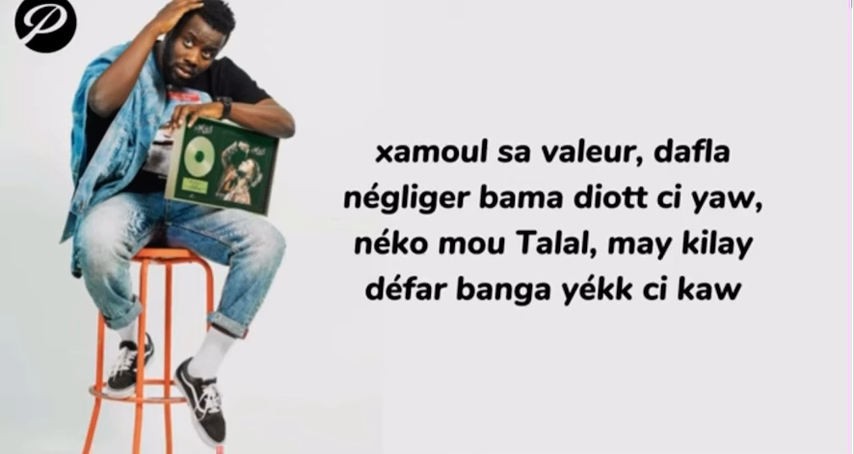 P
xamoul sa valeur, dafla
négliger bama diott ci yaw,
néko mou Talal, may kilay
défar banga yékk ci kaw